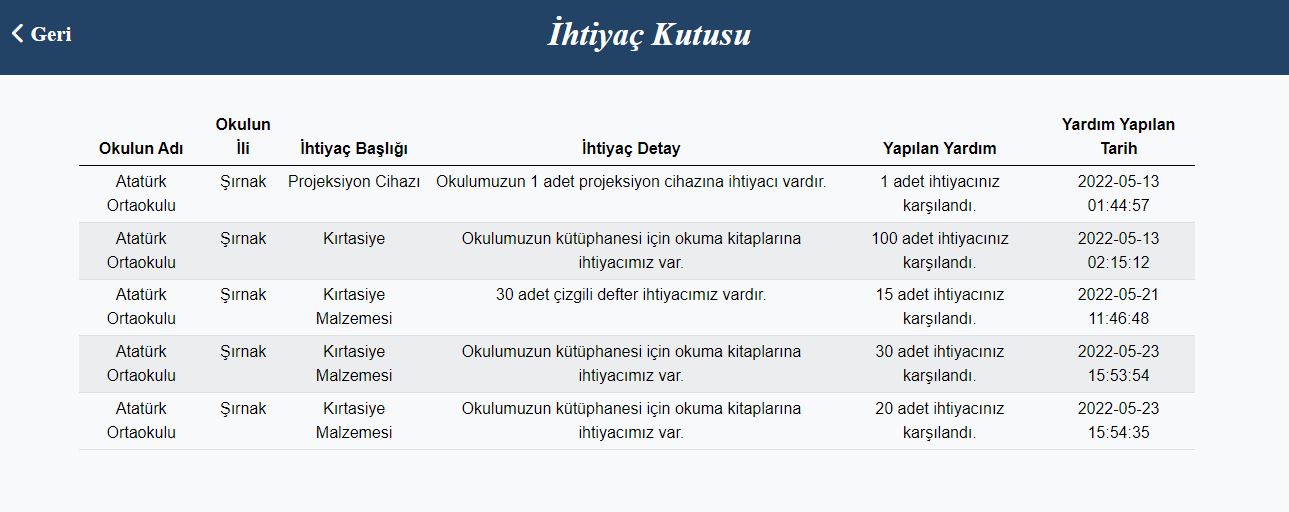 Geri
İhtiyaç Kutusu
Okulun Adı Okulun İli İhtiyaç Başlığı İhtiyaç Detay Yapılan Yardım Yardım Yapılan Tarih
Atatürk Ortaokulu Şırnak Projeksiyon Cihazı Okulumuzun 1 adet projeksiyon cihazına ihtiyacı vardır. 1 adet ihtiyacınız karşılandı. 2022-05-13 01:44:57
Atatürk Ortaokulu Şırnak Kırtasiye Okulumuzun kütüphanesi için okuma kitaplarına ihtiyacımız var. 100 adet ihtiyacınız karşılandı. 2022-05-13 02:15:12
Atatürk Ortaokulu Şırnak Kırtasiye Malzemesi 30 adet çizgili defter ihtiyacımız vardır. 15 adet ihtiyacınız karşılandı. 2022-05-21 11:46:48
Atatürk Ortaokulu Şırnak Kırtasiye Malzemesi Okulumuzun kütüphanesi için okuma kitaplarına ihtiyacımız var. 30 adet ihtiyacınız karşılandı. 2022-05-23 15:53:54
Atatürk Ortaokulu Şırnak Kırtasiye Malzemesi Okulumuzun kütüphanesi için okuma kitaplarına ihtiyacımız var. 20 adet ihtiyacınız karşılandı. 2022-05-23 15:54:35